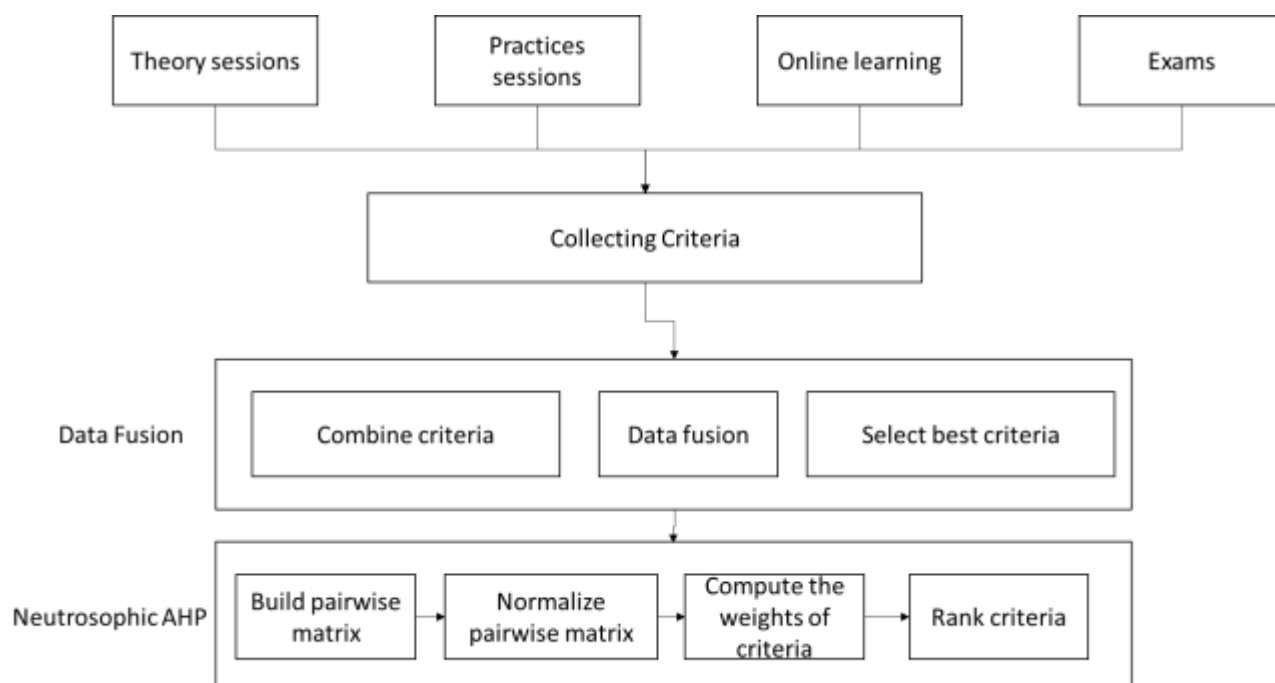 Theory sessions
Practices
sessions
Online learning
Exams
Collecting Criteria
Data Fusion
Combine criteria
Data fusion
Select best criteria
Neutrosophic AHP
Build pairwise
matrix
Normalize
pairwise matrix
Compute the
weights of
criteria
Rank criteria